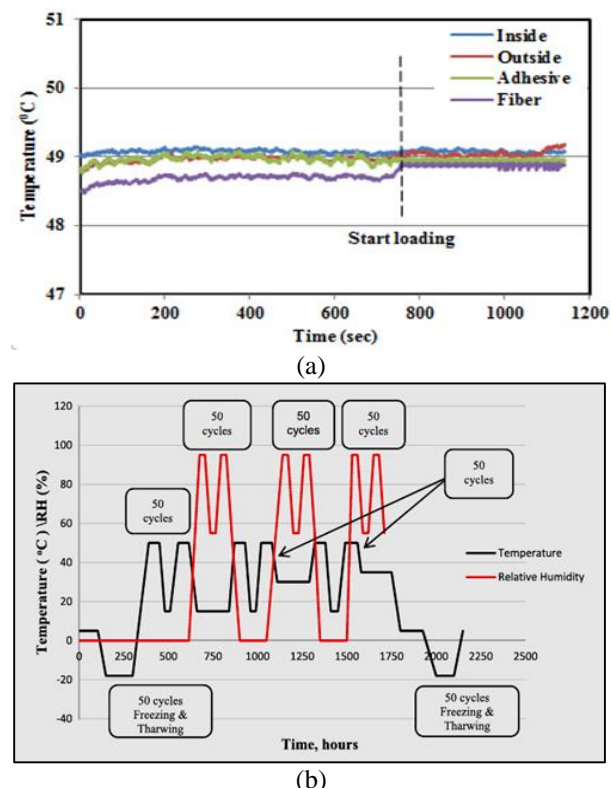 51
50
49
48
47
Temperature (⁰C)
Inside
Outside
Adhesive
Fiber
Start loading
0
200
400
600
800
1000
1200
Time (sec)
(a)
120
100
80
60
40
20
0
-20
-40
Temperature ( °C ) \RH (%)
50
cycles
50
cycles
50
cycles
50
cycles
50
cycles
Temperature
Relative Humidity
0
250
500
750
1000
1250
1500
1750
2000
2250
2500
50 cycles
Freezing &
Tharwing
50 cycles
Freezing &
Tharwing
Time, hours
(b)